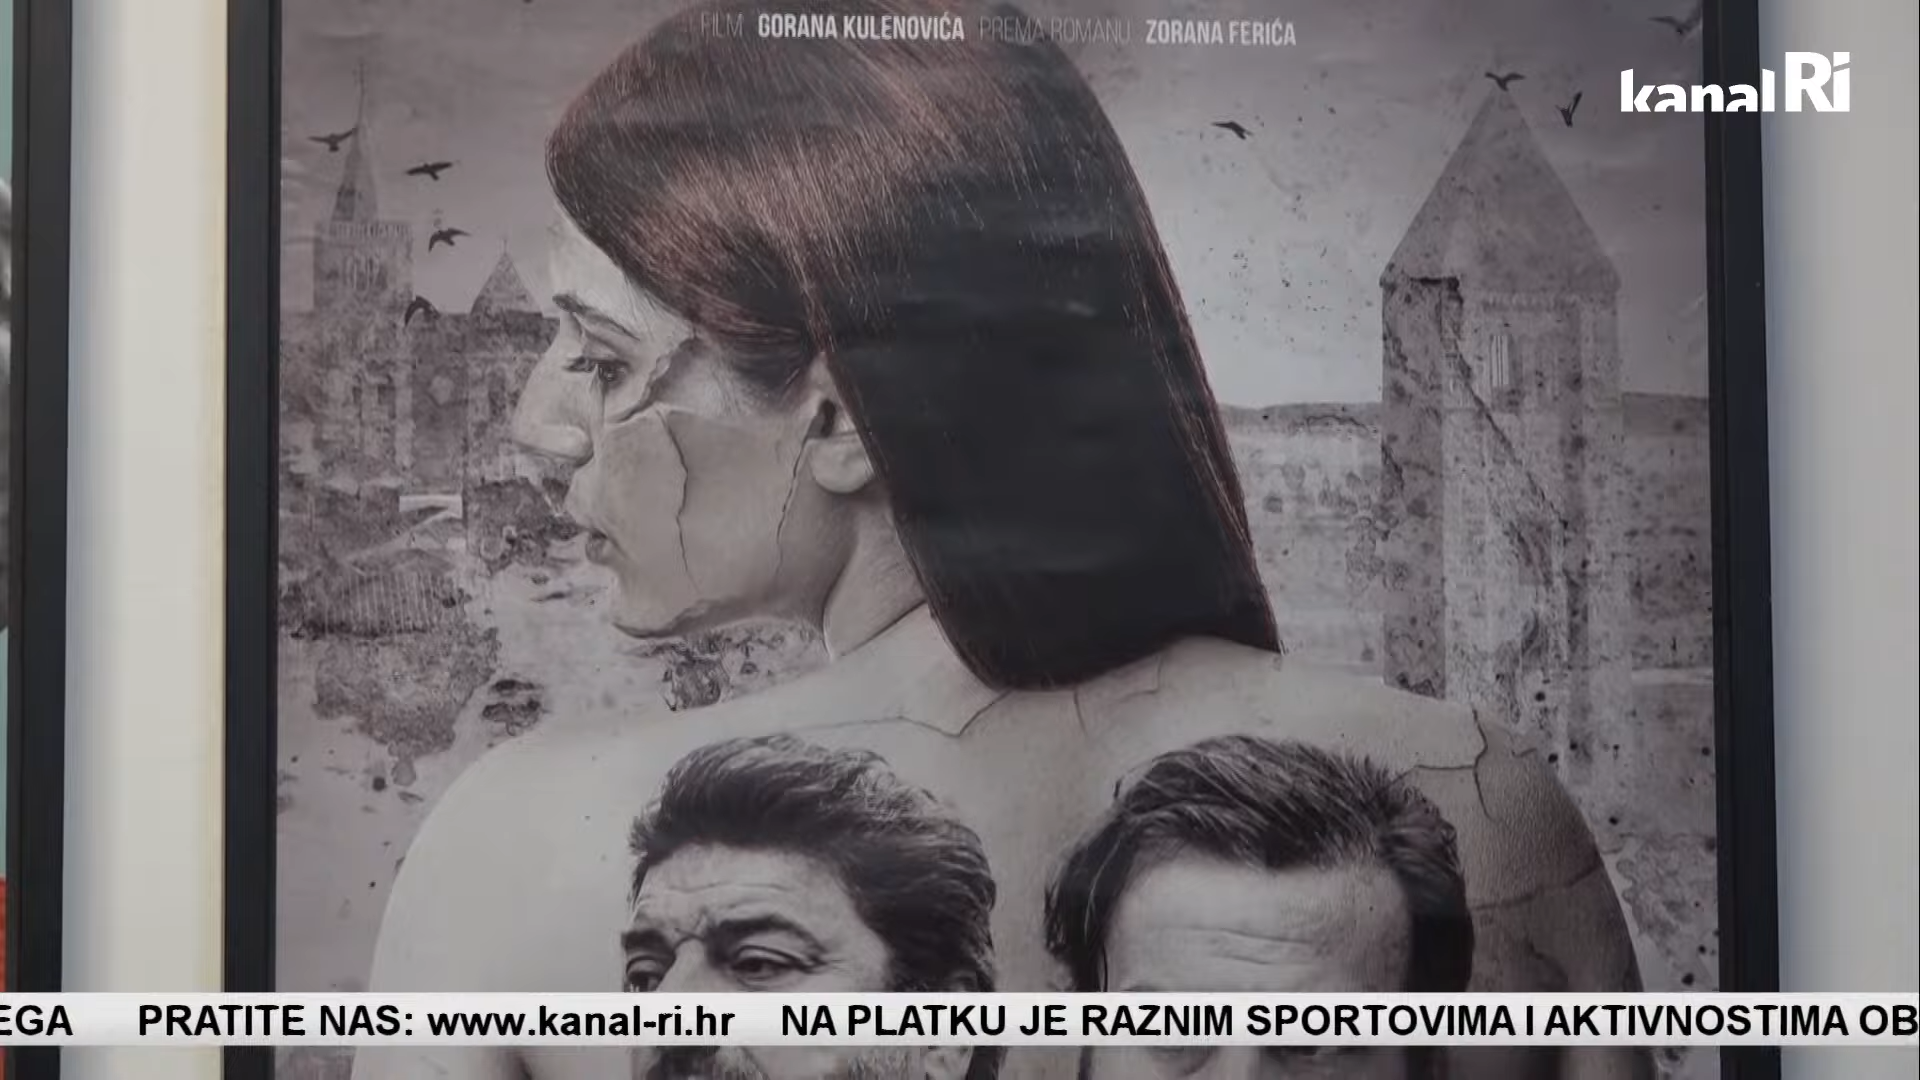 FILM GORANA KULENOVIĆA PREMA ROMANU ZORANA FERIĆA
kanal Ri
EGA PRATITE NAS: www.kanal-ri.hr NA PLATKU JE RAZNIM SPORTOVIMA I AKTIVNOSTIMA OB